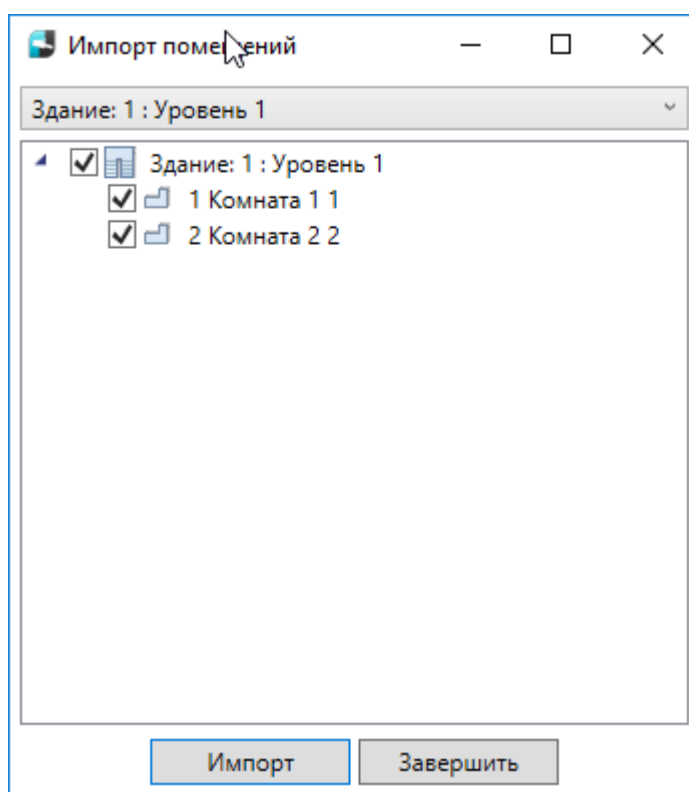 Импорт помещений
Здание: 1 : Уровень 1
Здание: 1 : Уровень 1
1 Комната 1 1
2 Комната 2 2
Импорт
Завершить